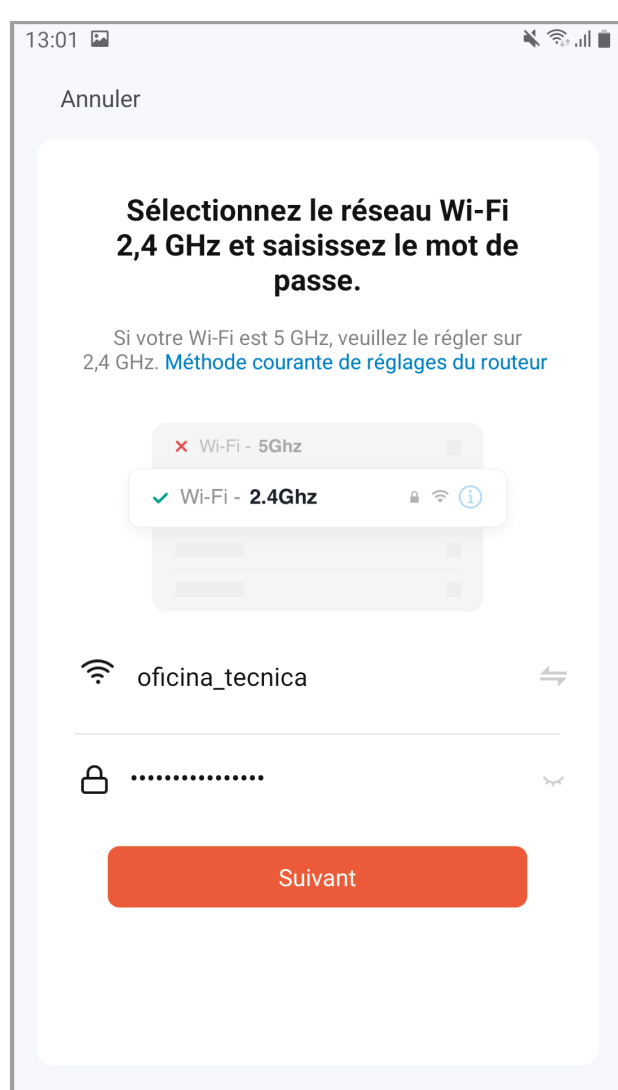 13:01
Annuler
Sélectionnez le réseau Wi-Fi
2,4 GHz et saisissez le mot de
passe.
Si votre Wi-Fi est 5 GHz, veuillez le régler sur
2,4 GHz. Méthode courante de réglages du routeur
Wi-Fi - 5Ghz
Wi-Fi - 2.4Ghz
oficina_tecnica
••••••••••••••••
Suivant